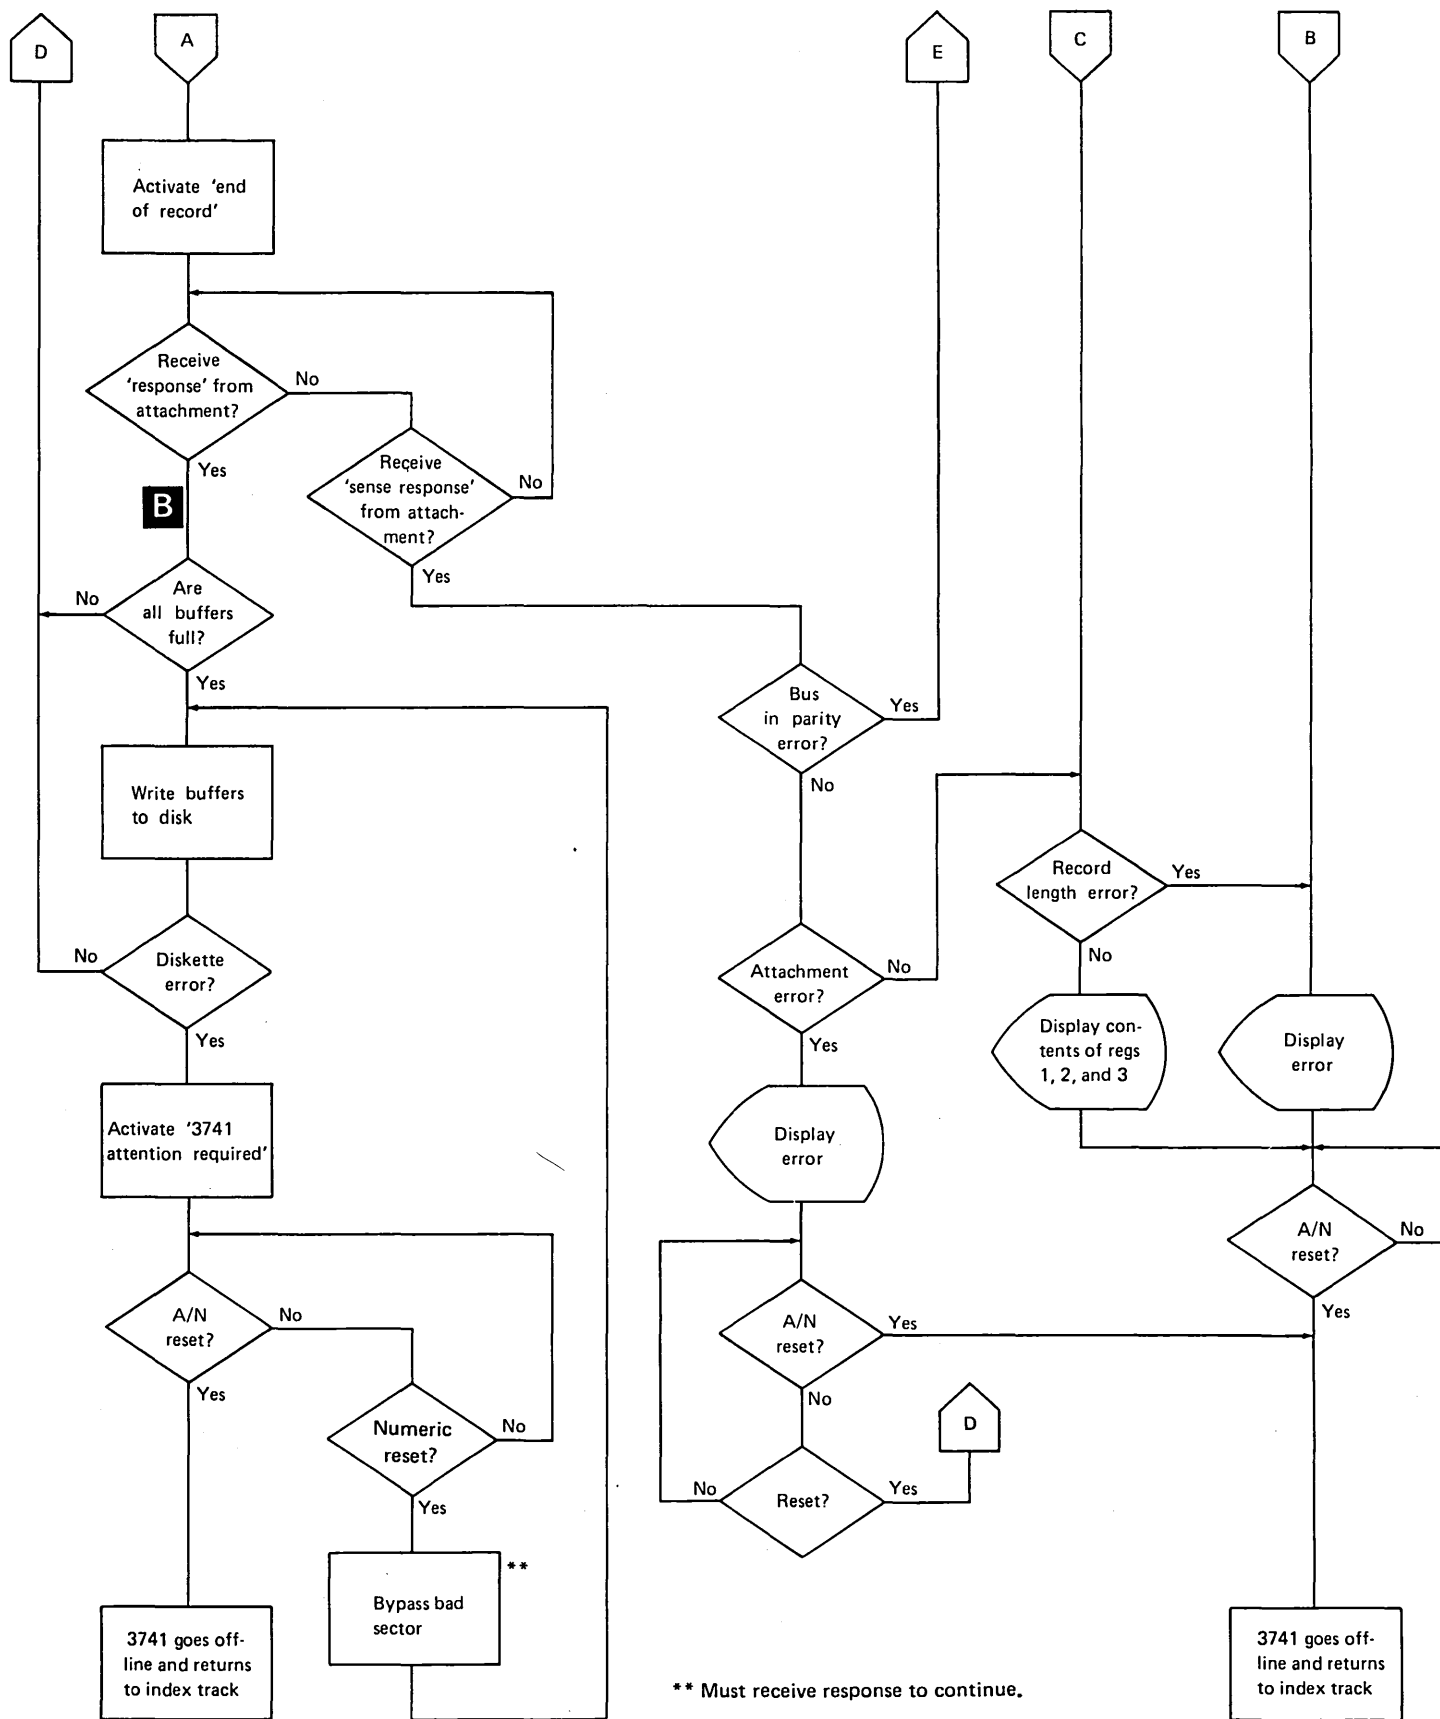 D
A
E
C
B
Activate ‘end
of record’
Receive
‘response’ from
attachment?
No
Yes
Receive
‘sense response’
from attach-
ment?
No
Yes
B
Are
all buffers
full?
No
Yes
Write buffers
to disk
Diskette
error?
No
Yes
Activate ‘3741
attention required’
A/N
reset?
No
Yes
Numeric
reset?
No
Yes
Bypass bad
sector
**
3741 goes off-
line and returns
to index track
Bus
in parity
error?
Yes
No
Attachment
error?
No
Yes
Display
error
A/N
reset?
Yes
No
Reset?
No
Yes
D
Record
length error?
Yes
No
Display con-
tents of regs
1, 2, and 3
Display
error
A/N
reset?
No
Yes
3741 goes off-
line and returns
to index track
** Must receive response to continue.